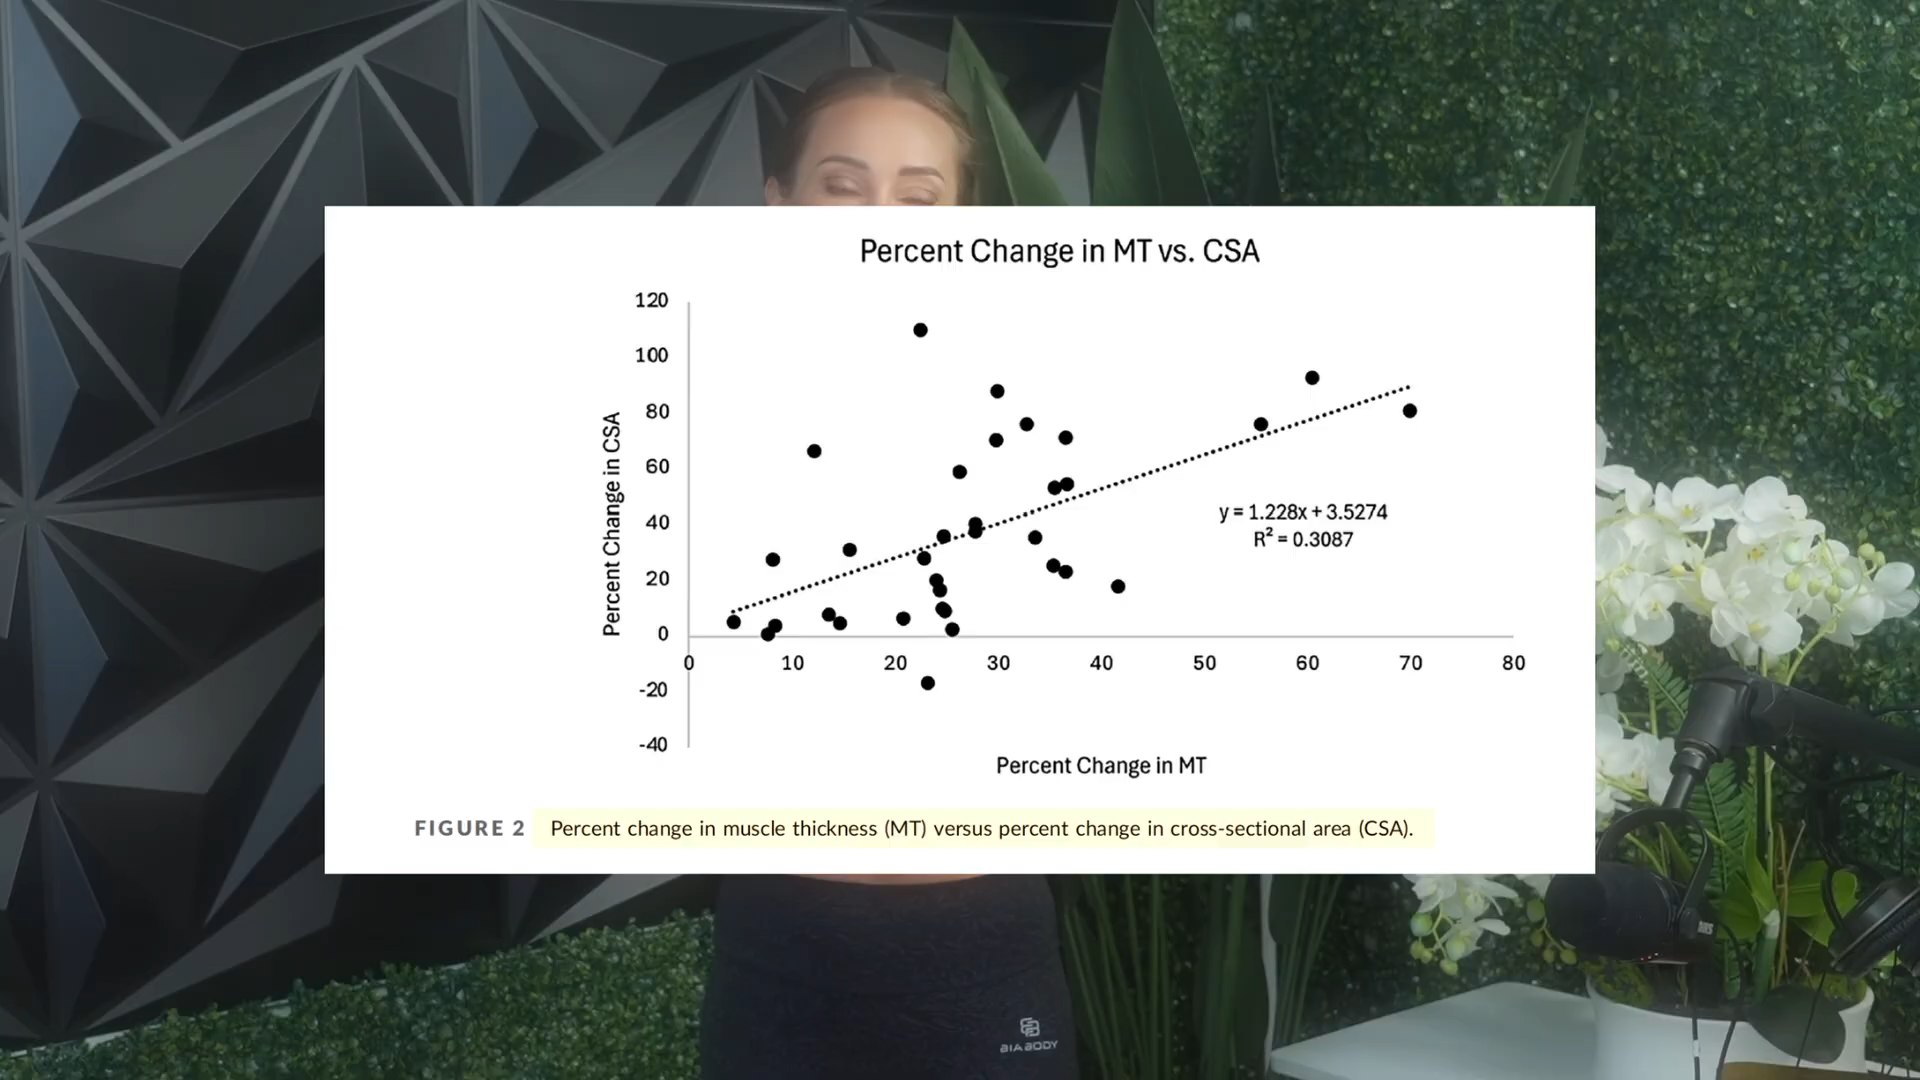 Percent Change in MT vs. CSA
120
100
80
60
40
20
0
-20
-40
Percent Change in CSA
y = 1.228x + 3.5274
R² = 0.3087
0 10 20 30 40 50 60 70 80
Percent Change in MT
FIGURE 2 Percent change in muscle thickness (MT) versus percent change in cross-sectional area (CSA).
BIA BODY